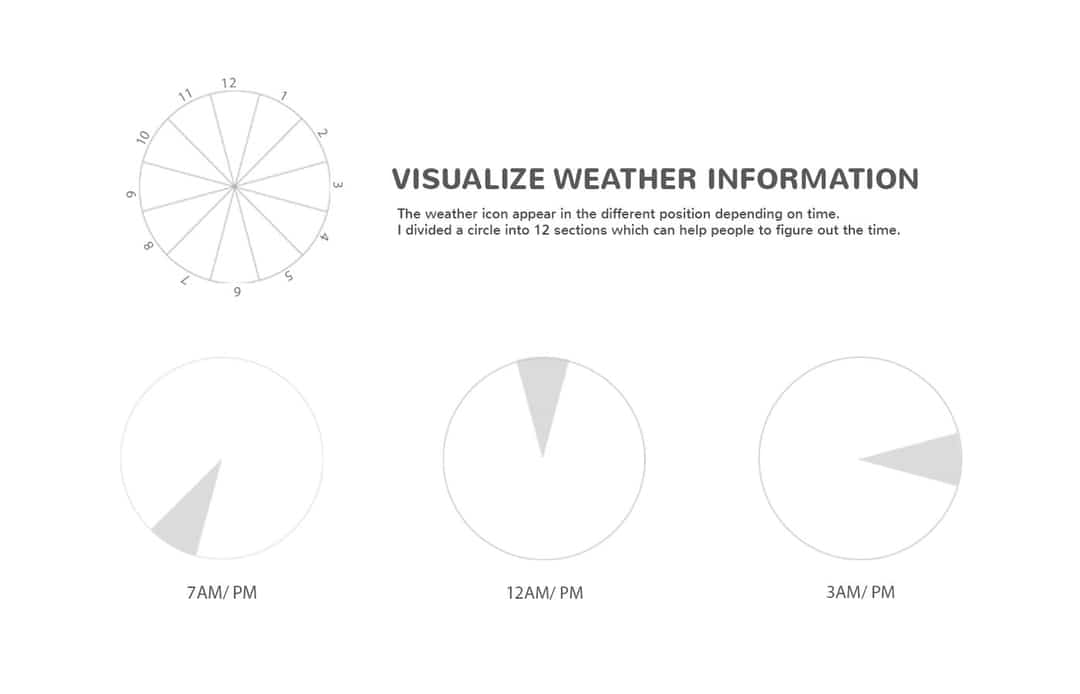 12
11
1
10
2
9
3
8
4
7
5
6
VISUALIZE WEATHER INFORMATION
The weather icon appear in the different position depending on time.
I divided a circle into 12 sections which can help people to figure out the time.
7AM/ PM
12AM/ PM
3AM/ PM